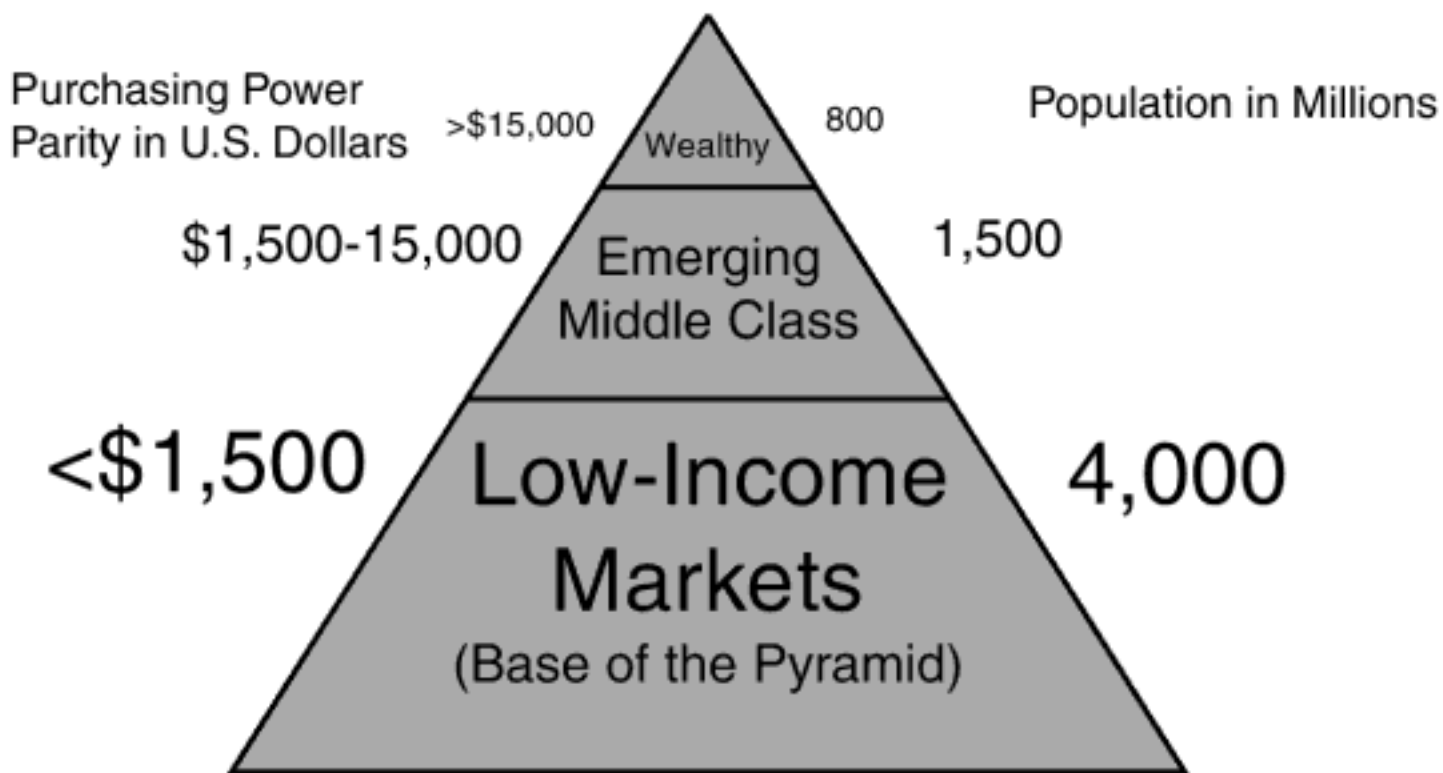 Purchasing Power
Parity in U.S. Dollars
>$15,000
Wealthy
800
Population in Millions
$1,500-15,000
Emerging
Middle Class
1,500
<$1,500
Low-Income
Markets
(Base of the Pyramid)
4,000